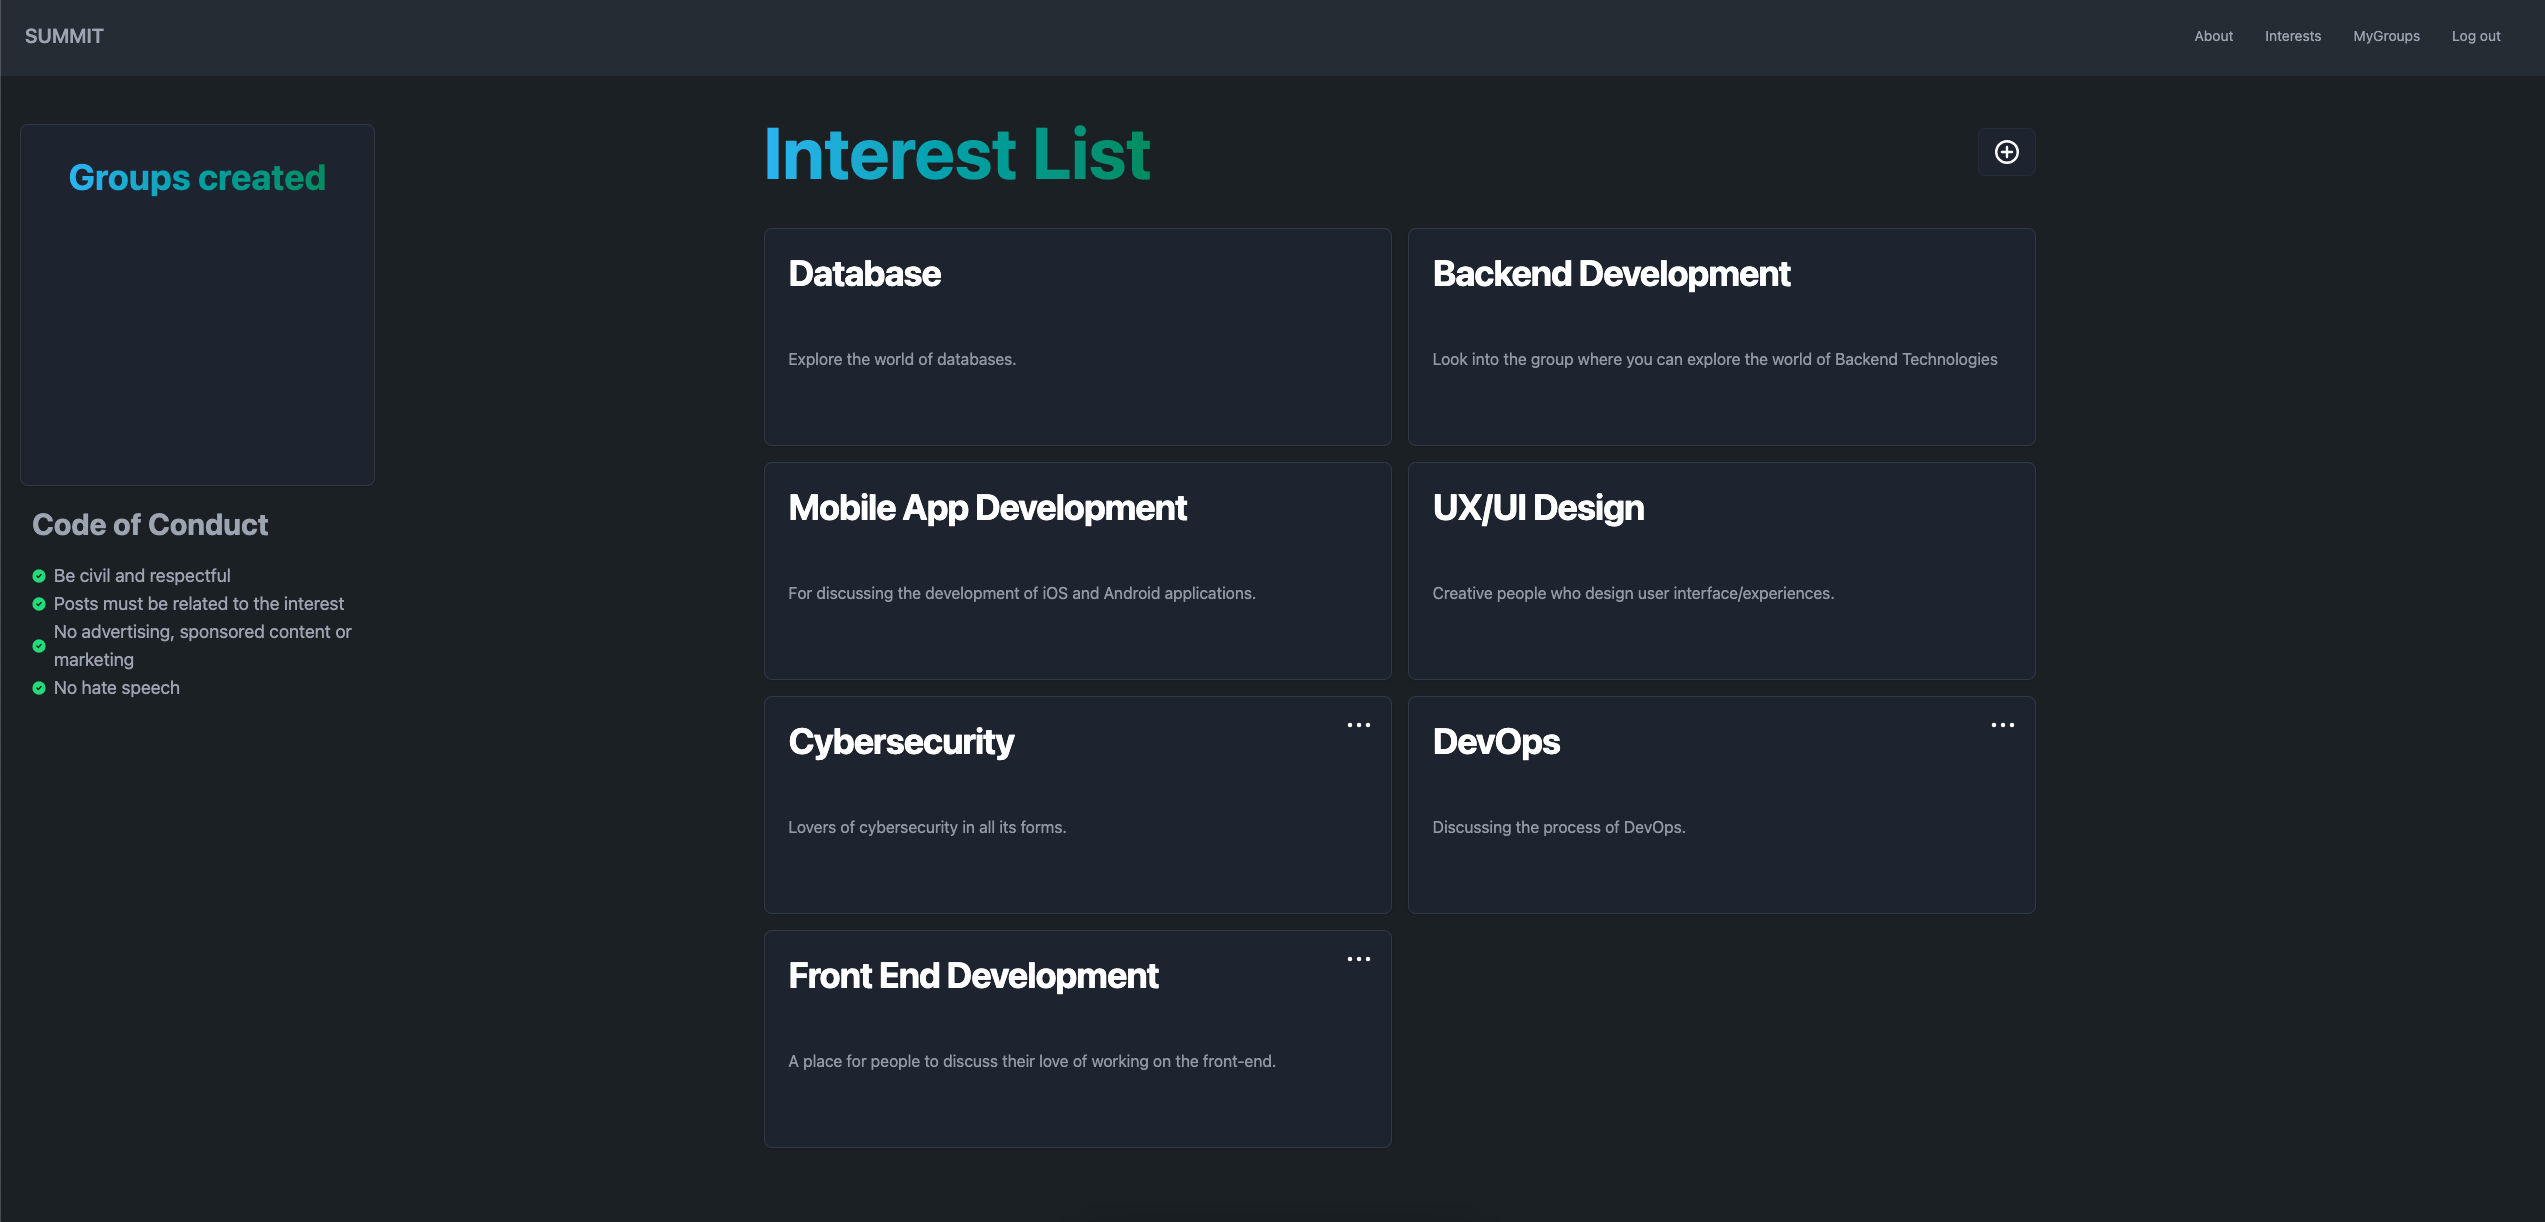 SUMMIT
About
Interests
MyGroups
Log out
Groups created
Code of Conduct
Be civil and respectful
Posts must be related to the interest
No advertising, sponsored content or
marketing
No hate speech
Interest List
Database
Explore the world of databases.
Backend Development
Look into the group where you can explore the world of Backend Technologies
Mobile App Development
For discussing the development of iOS and Android applications.
UX/UI Design
Creative people who design user interface/experiences.
Cybersecurity
Lovers of cybersecurity in all its forms.
DevOps
Discussing the process of DevOps.
Front End Development
A place for people to discuss their love of working on the front-end.